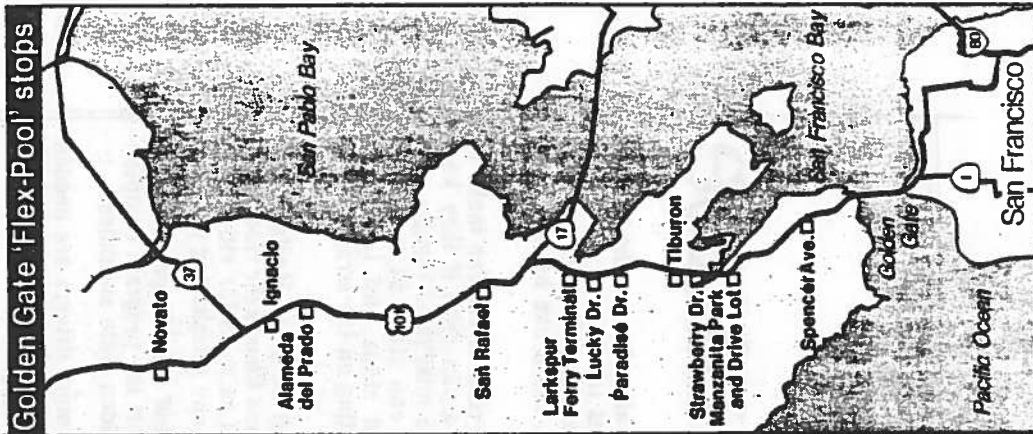 Golden Gate 'Flex-Pool' stops
37
Novato
Ignacio
Alameda
del Prado
101
San Pablo Bay
San Rafael
17
Larkspur
Ferry Terminal
Lucky Dr.
Paradise Dr.
Tiburon
Strawberry Dr.
Manzanita Park
and Drive Lot
Spencer Ave.
San Francisco Bay
Golden
Gate
Pacific Ocean
1
80
San Francisco